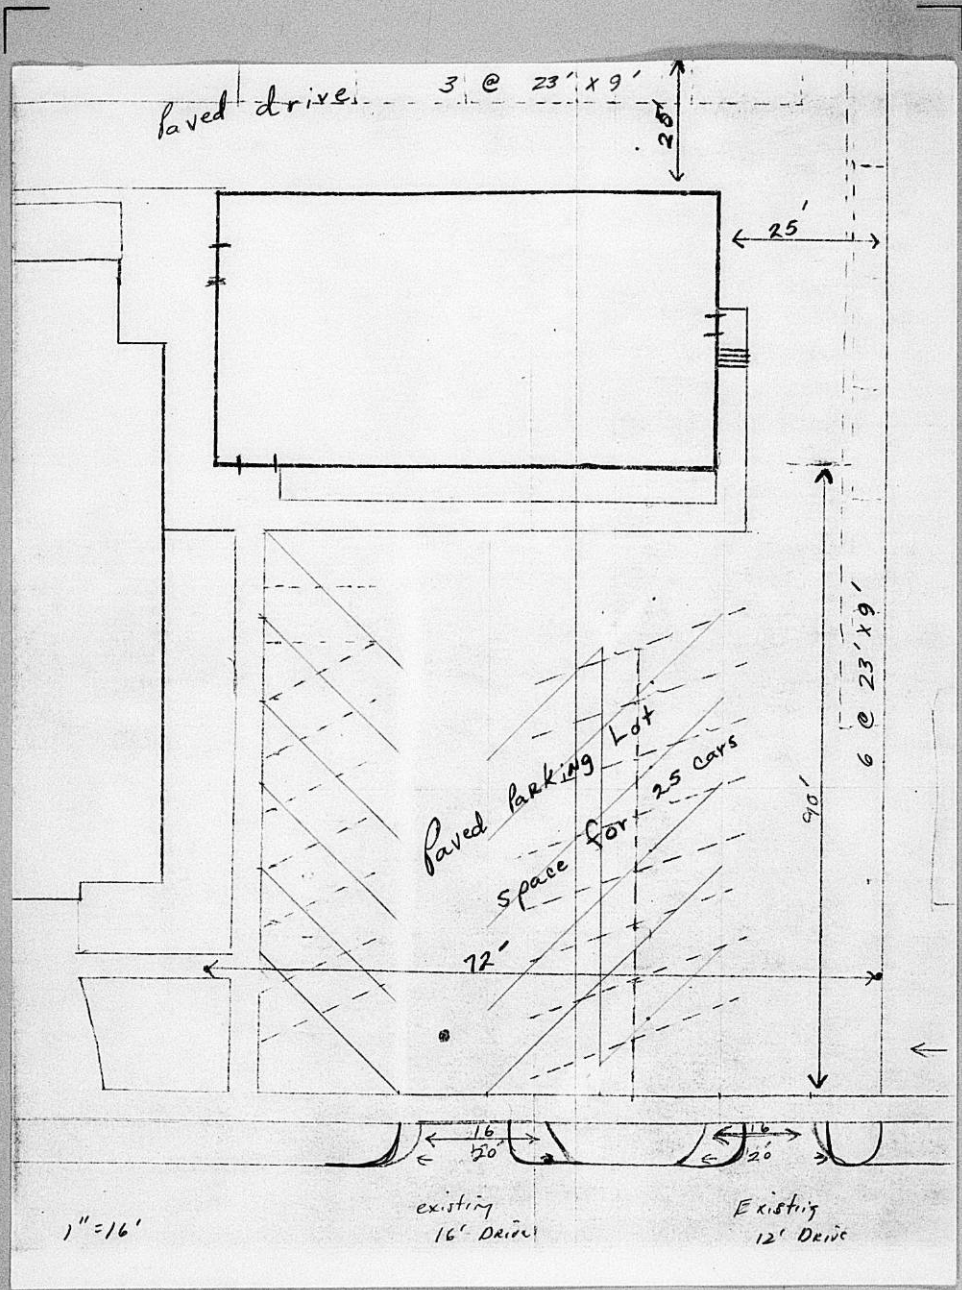 Paved drive
3 @ 23' x 9'
20'
25'
6 @ 23' x 9'
Paved Parking Lot
space for 25 cars
90'
72'
16
20'
16
20'
existing
16' Drive
Existing
12' Drive
1" = 16'